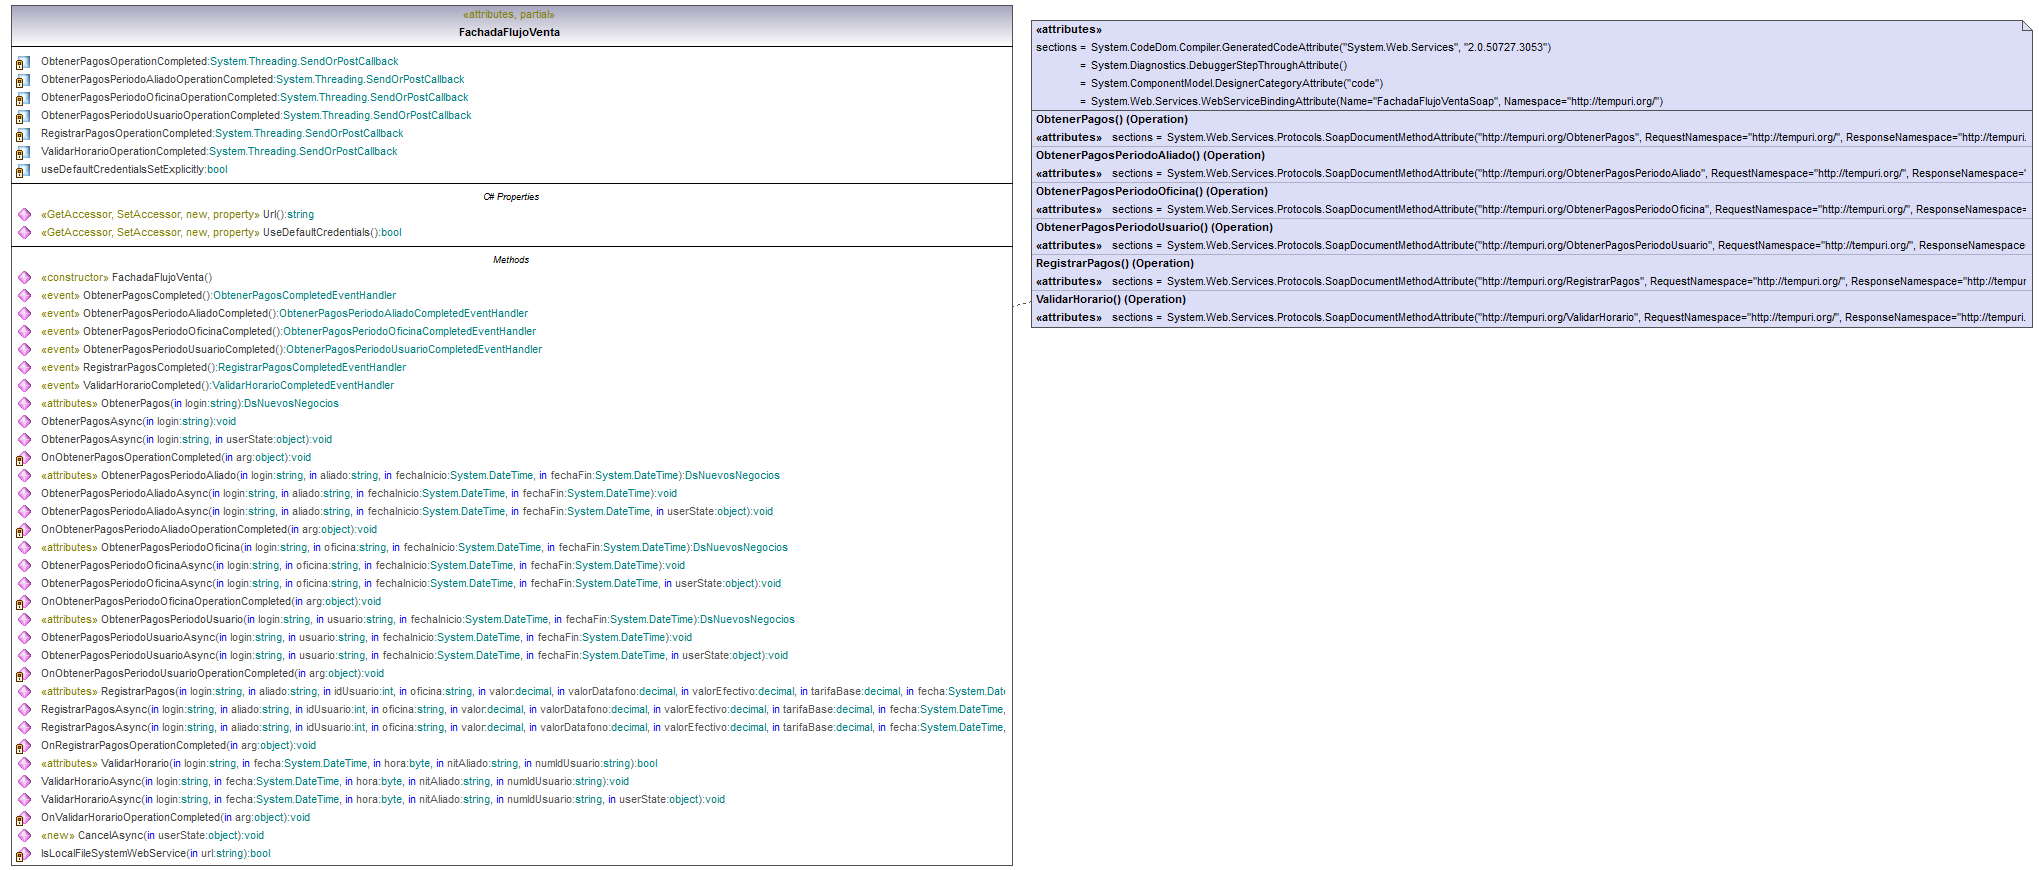 «attributes, partial»
FachadaFlujoVenta
ObtenerPagosOperationCompleted:System.Threading.SendOrPostCallback
ObtenerPagosPeriodoAliadoOperationCompleted:System.Threading.SendOrPostCallback
ObtenerPagosPeriodoOficinaOperationCompleted:System.Threading.SendOrPostCallback
ObtenerPagosPeriodoUsuarioOperationCompleted:System.Threading.SendOrPostCallback
RegistrarPagosOperationCompleted:System.Threading.SendOrPostCallback
ValidarHorarioOperationCompleted:System.Threading.SendOrPostCallback
useDefaultCredentialsSetExplicitly:bool
C# Properties
«GetAccessor, SetAccessor, new, property» Url():string
«GetAccessor, SetAccessor, new, property» UseDefaultCredentials():bool
Methods
«constructor» FachadaFlujoVenta()
«event» ObtenerPagosCompleted():ObtenerPagosCompletedEventHandler
«event» ObtenerPagosPeriodoAliadoCompleted():ObtenerPagosPeriodoAliadoCompletedEventHandler
«event» ObtenerPagosPeriodoOficinaCompleted():ObtenerPagosPeriodoOficinaCompletedEventHandler
«event» ObtenerPagosPeriodoUsuarioCompleted():ObtenerPagosPeriodoUsuarioCompletedEventHandler
«event» RegistrarPagosCompleted():RegistrarPagosCompletedEventHandler
«event» ValidarHorarioCompleted():ValidarHorarioCompletedEventHandler
«attributes» ObtenerPagos(in login:string):DsNuevosNegocios
ObtenerPagosAsync(in login:string):void
ObtenerPagosAsync(in login:string, in userState:object):void
OnObtenerPagosOperationCompleted(in arg:object):void
«attributes» ObtenerPagosPeriodoAliado(in login:string, in aliado:string, in fechaInicio:System.DateTime, in fechaFin:System.DateTime):DsNuevosNegocios
ObtenerPagosPeriodoAliadoAsync(in login:string, in aliado:string, in fechaInicio:System.DateTime, in fechaFin:System.DateTime):void
ObtenerPagosPeriodoAliadoAsync(in login:string, in aliado:string, in fechaInicio:System.DateTime, in fechaFin:System.DateTime, in userState:object):void
OnObtenerPagosPeriodoAliadoOperationCompleted(in arg:object):void
«attributes» ObtenerPagosPeriodoOficina(in login:string, in oficina:string, in fechaInicio:System.DateTime, in fechaFin:System.DateTime):DsNuevosNegocios
ObtenerPagosPeriodoOficinaAsync(in login:string, in oficina:string, in fechaInicio:System.DateTime, in fechaFin:System.DateTime):void
ObtenerPagosPeriodoOficinaAsync(in login:string, in oficina:string, in fechaInicio:System.DateTime, in fechaFin:System.DateTime, in userState:object):void
OnObtenerPagosPeriodoOficinaOperationCompleted(in arg:object):void
«attributes» ObtenerPagosPeriodoUsuario(in login:string, in usuario:string, in fechaInicio:System.DateTime, in fechaFin:System.DateTime):DsNuevosNegocios
ObtenerPagosPeriodoUsuarioAsync(in login:string, in usuario:string, in fechaInicio:System.DateTime, in fechaFin:System.DateTime):void
ObtenerPagosPeriodoUsuarioAsync(in login:string, in usuario:string, in fechaInicio:System.DateTime, in fechaFin:System.DateTime, in userState:object):void
OnObtenerPagosPeriodoUsuarioOperationCompleted(in arg:object):void
«attributes» RegistrarPagos(in login:string, in aliado:string, in idUsuario:int, in oficina:string, in valor:decimal, in valorDatafono:decimal, in valorEfectivo:decimal, in tarifaBase:decimal, in fecha:System.Date
RegistrarPagosAsync(in login:string, in aliado:string, in idUsuario:int, in oficina:string, in valor:decimal, in valorDatafono:decimal, in valorEfectivo:decimal, in tarifaBase:decimal, in fecha:System.DateTime,
RegistrarPagosAsync(in login:string, in aliado:string, in idUsuario:int, in oficina:string, in valor:decimal, in valorDatafono:decimal, in valorEfectivo:decimal, in tarifaBase:decimal, in fecha:System.DateTime,
OnRegistrarPagosOperationCompleted(in arg:object):void
«attributes» ValidarHorario(in login:string, in fecha:System.DateTime, in hora:byte, in nitAliado:string, in numIdUsuario:string):bool
ValidarHorarioAsync(in login:string, in fecha:System.DateTime, in hora:byte, in nitAliado:string, in numIdUsuario:string):void
ValidarHorarioAsync(in login:string, in fecha:System.DateTime, in hora:byte, in nitAliado:string, in numIdUsuario:string, in userState:object):void
OnValidarHorarioOperationCompleted(in arg:object):void
«new» CancelAsync(in userState:object):void
IsLocalFileSystemWebService(in url:string):bool
«attributes»
sections = System.CodeDom.Compiler.GeneratedCodeAttribute("System.Web.Services", "2.0.50727.3053")
= System.Diagnostics.DebuggerStepThroughAttribute()
= System.ComponentModel.DesignerCategoryAttribute("code")
= System.Web.Services.WebServiceBindingAttribute(Name="FachadaFlujoVentaSoap", Namespace="http://tempuri.org/")
ObtenerPagos() (Operation)
«attributes» sections = System.Web.Services.Protocols.SoapDocumentMethodAttribute("http://tempuri.org/ObtenerPagos", RequestNamespace="http://tempuri.org/", ResponseNamespace="http://tempuri.
ObtenerPagosPeriodoAliado() (Operation)
«attributes» sections = System.Web.Services.Protocols.SoapDocumentMethodAttribute("http://tempuri.org/ObtenerPagosPeriodoAliado", RequestNamespace="http://tempuri.org/", ResponseNamespace="
ObtenerPagosPeriodoOficina() (Operation)
«attributes» sections = System.Web.Services.Protocols.SoapDocumentMethodAttribute("http://tempuri.org/ObtenerPagosPeriodoOficina", RequestNamespace="http://tempuri.org/", ResponseNamespace=
ObtenerPagosPeriodoUsuario() (Operation)
«attributes» sections = System.Web.Services.Protocols.SoapDocumentMethodAttribute("http://tempuri.org/ObtenerPagosPeriodoUsuario", RequestNamespace="http://tempuri.org/", ResponseNamespace
RegistrarPagos() (Operation)
«attributes» sections = System.Web.Services.Protocols.SoapDocumentMethodAttribute("http://tempuri.org/RegistrarPagos", RequestNamespace="http://tempuri.org/", ResponseNamespace="http://tempur
ValidarHorario() (Operation)
«attributes» sections = System.Web.Services.Protocols.SoapDocumentMethodAttribute("http://tempuri.org/ValidarHorario", RequestNamespace="http://tempuri.org/", ResponseNamespace="http://tempuri.